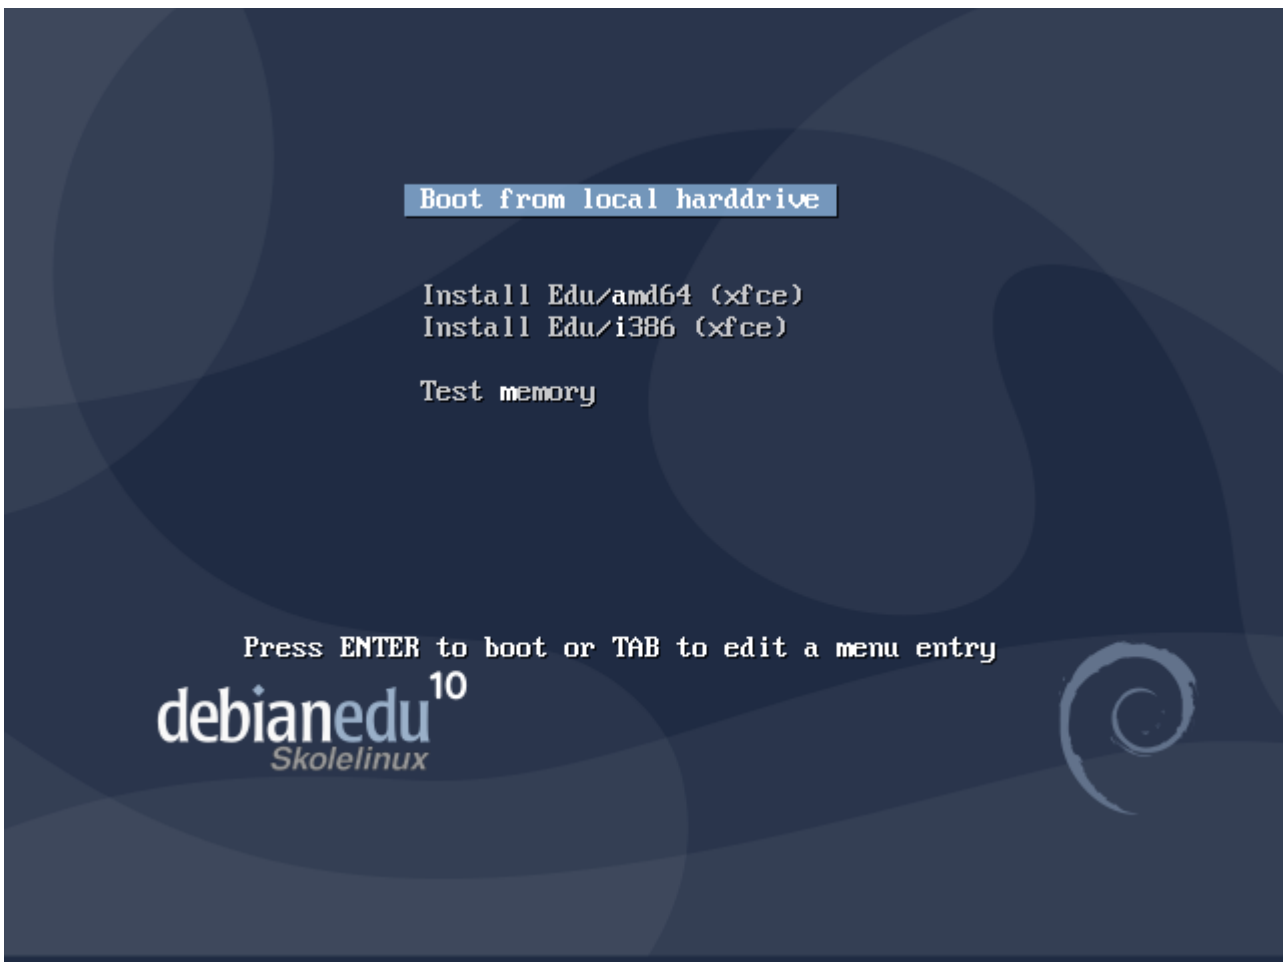 Boot from local harddrive
Install Edu/amd64 (xfce)
Install Edu/i386 (xfce)
Test memory
Press ENTER to boot or TAB to edit a menu entry
debianedu 10
Skolelinux